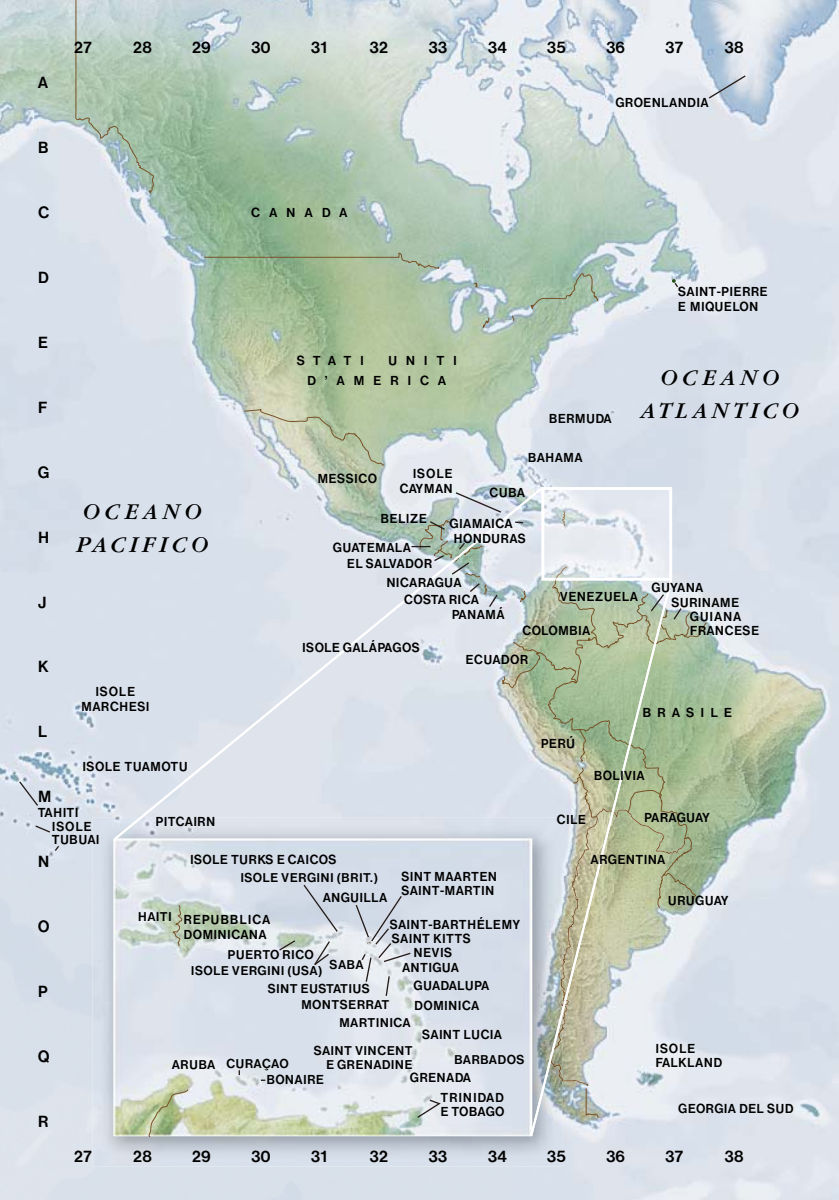 27 28 29 30 31 32 33 34 35 36 37 38
A
GROENLANDIA
B
C
CANADA
D
SAINT-PIERRE
E MIQUELON
E
STATI UNITI
D'AMERICA
OCEANO
ATLANTICO
F
BERMUDA
G
BAHAMA
MESSICO
ISOLE
CAYMAN
CUBA
OCEANO
PACIFICO
H
BELIZE
GIAMAICA
HONDURAS
GUATEMALA
EL SALVADOR
NICARAGUA
COSTA RICA
PANAMÁ
J
VENEZUELA
GUYANA
SURINAME
GUIANA
FRANCESE
COLOMBIA
ISOLE GALÁPAGOS
ECUADOR
K
ISOLE
MARCHESI
BRASILE
L
PERÚ
ISOLE TUAMOTU
BOLIVIA
M
TAHITÍ
ISOLE
TUBUAI
PITCAIRN
CILE
PARAGUAY
N
ARGENTINA
URUGUAY
ISOLE TURKS E CAICOS
ISOLE VERGINI (BRIT.)
SINT MAARTEN
SAINT-MARTIN
ANGUILLA
O
HAITI
REPUBBLICA
DOMINICANA
SAINT-BARTHÉLEMY
SAINT KITTS
NEVIS
ANTIGUA
PUERTO RICO
ISOLE VERGINI (USA)
SABA
SINT EUSTATIUS
MONTSERRAT
GUADALUPA
P
DOMINICA
MARTINICA
SAINT LUCIA
Q
SAINT VINCENT
E GRENADINE
BARBADOS
ARUBA
CURAÇAO
BONAIRE
GRENADA
TRINIDAD
E TOBAGO
ISOLE
FALKLAND
GEORGIA DEL SUD
R
27 28 29 30 31 32 33 34 35 36 37 38